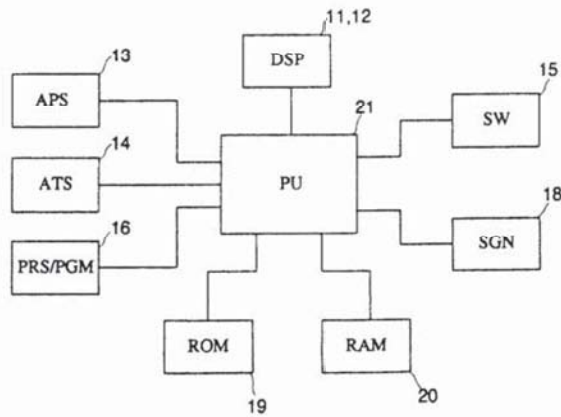 11,12
DSP
13
APS
15
SW
21
PU
14
ATS
16
PRS/PGM
18
SGN
ROM
19
RAM
20